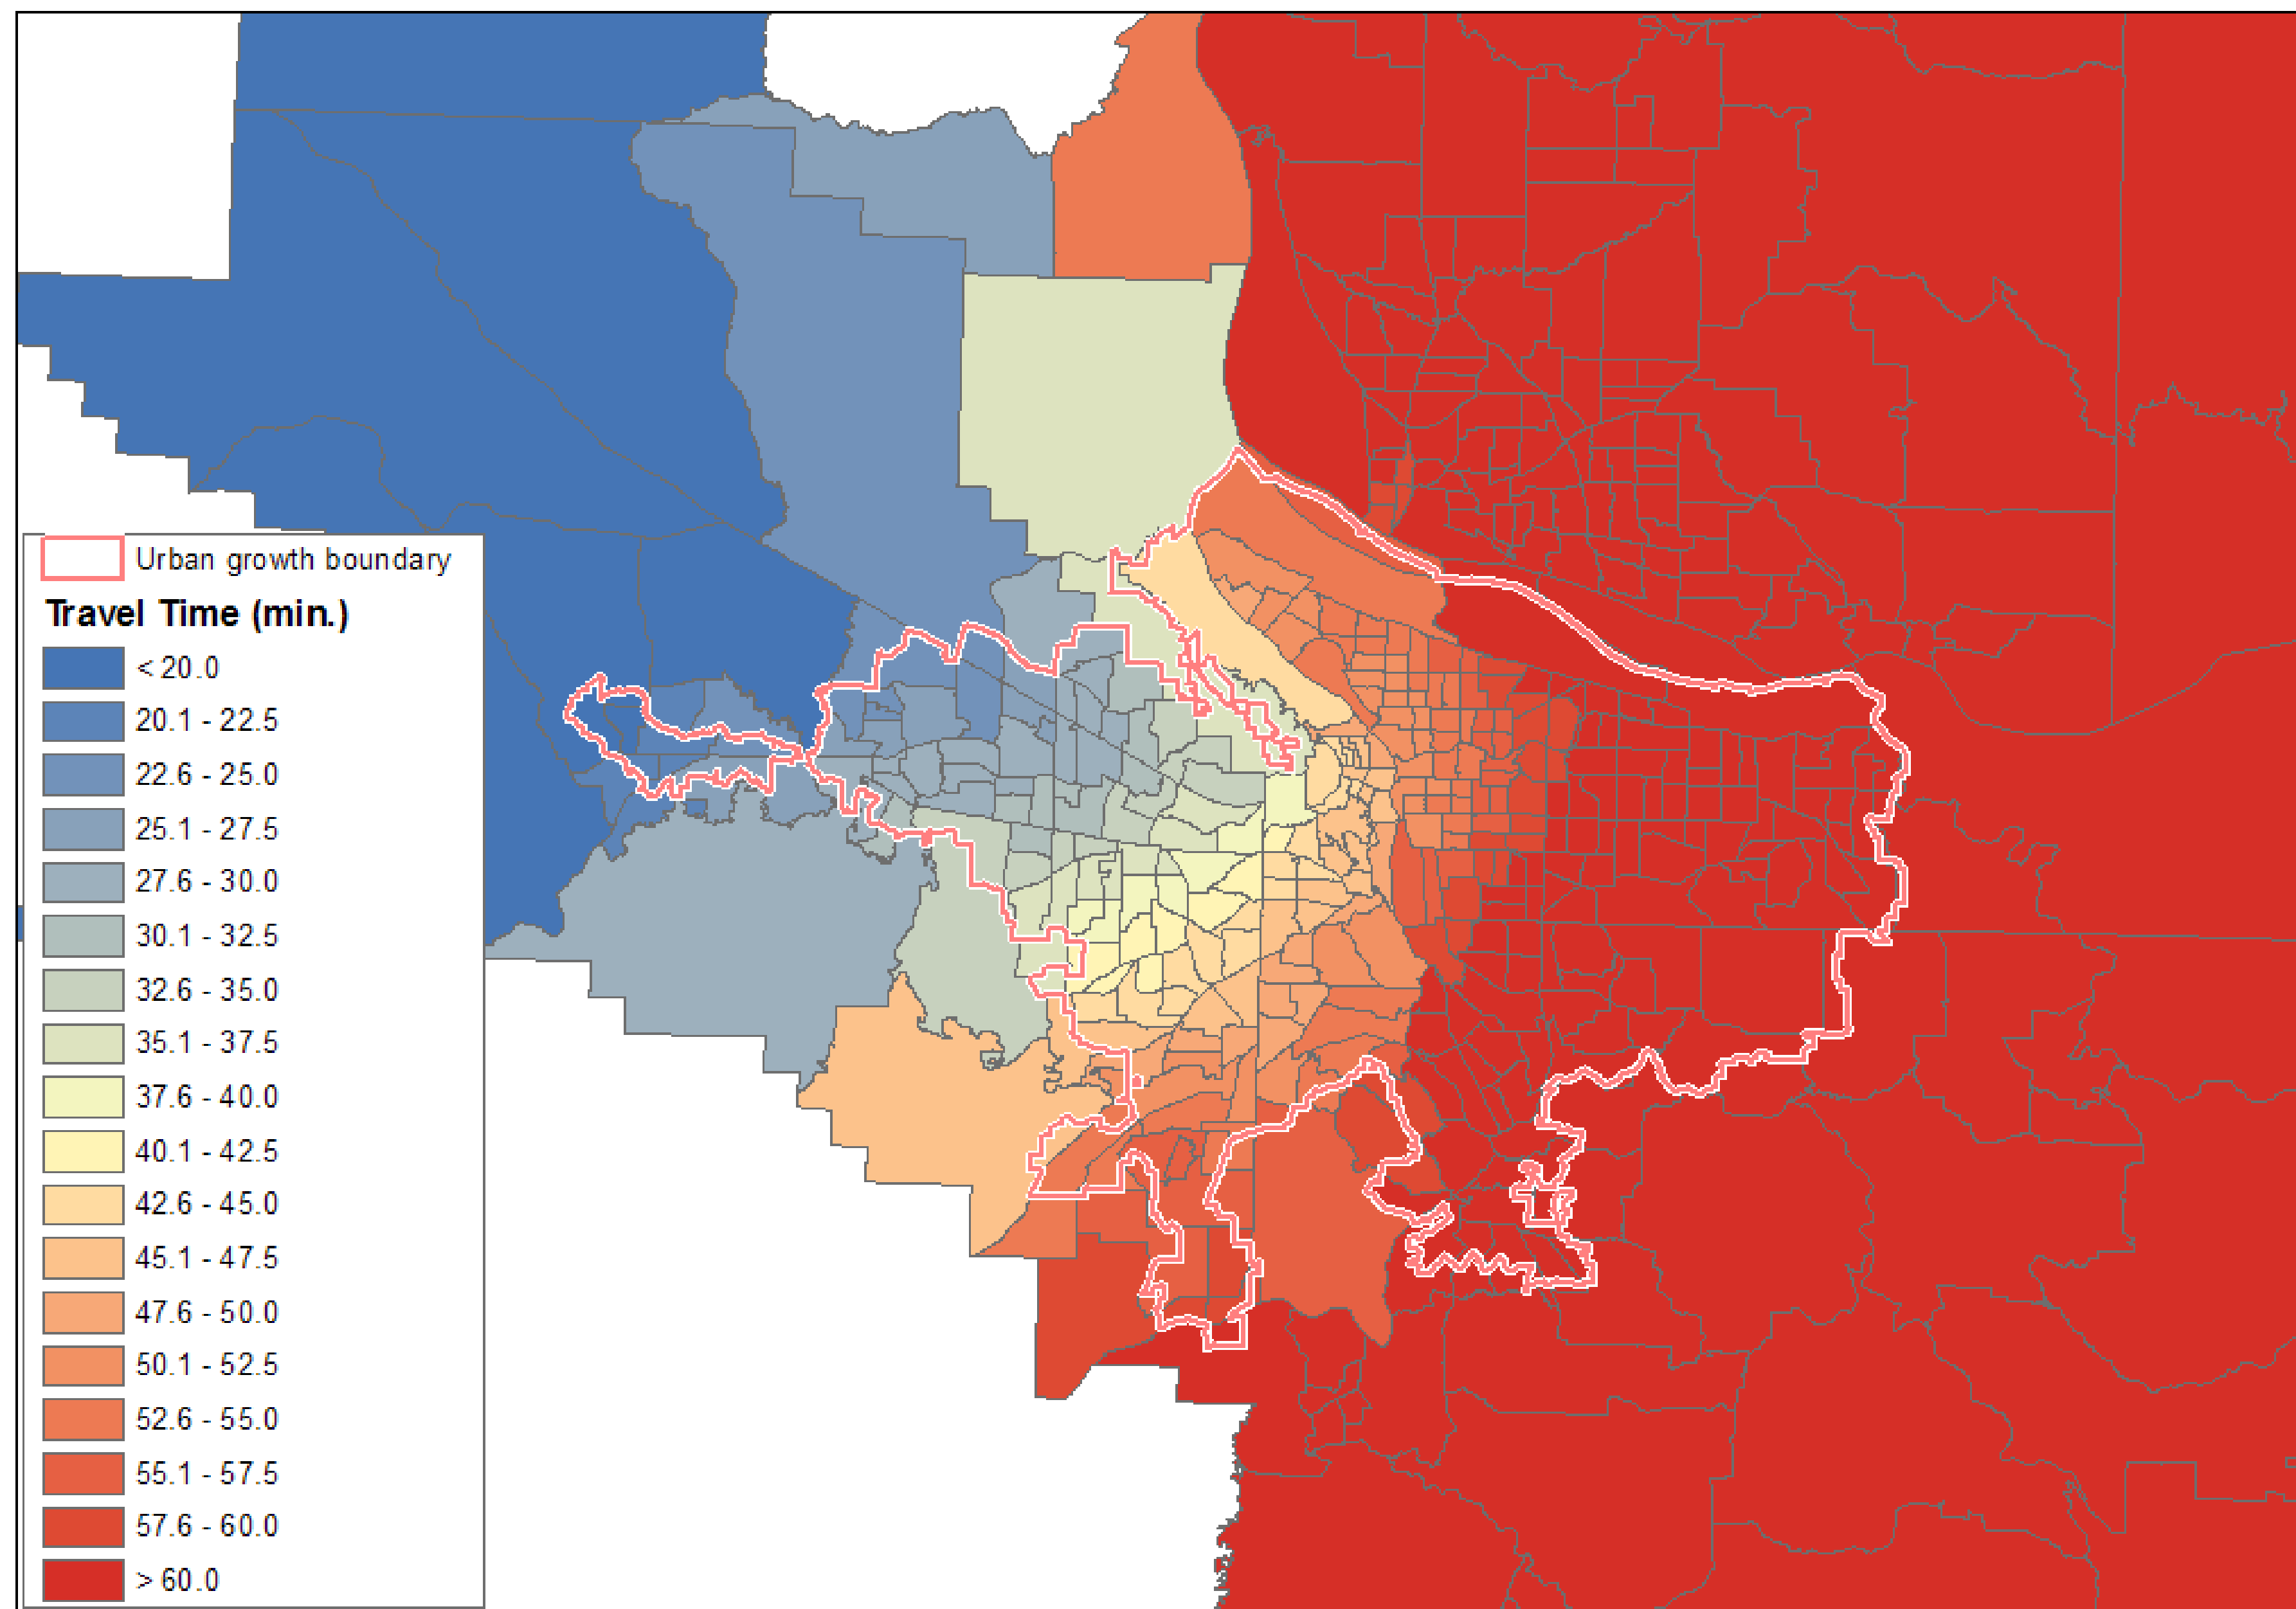 Urban growth boundary
Travel Time (min.)
< 20.0
20.1 - 22.5
22.6 - 25.0
25.1 - 27.5
27.6 - 30.0
30.1 - 32.5
32.6 - 35.0
35.1 - 37.5
37.6 - 40.0
40.1 - 42.5
42.6 - 45.0
45.1 - 47.5
47.6 - 50.0
50.1 - 52.5
52.6 - 55.0
55.1 - 57.5
57.6 - 60.0
> 60.0